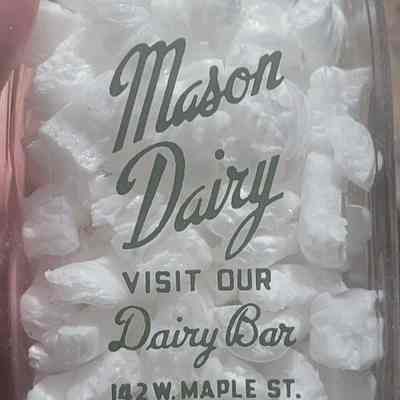 Mason
Dairy
VISIT OUR
Dairy Bar
142 W. MAPLE ST.